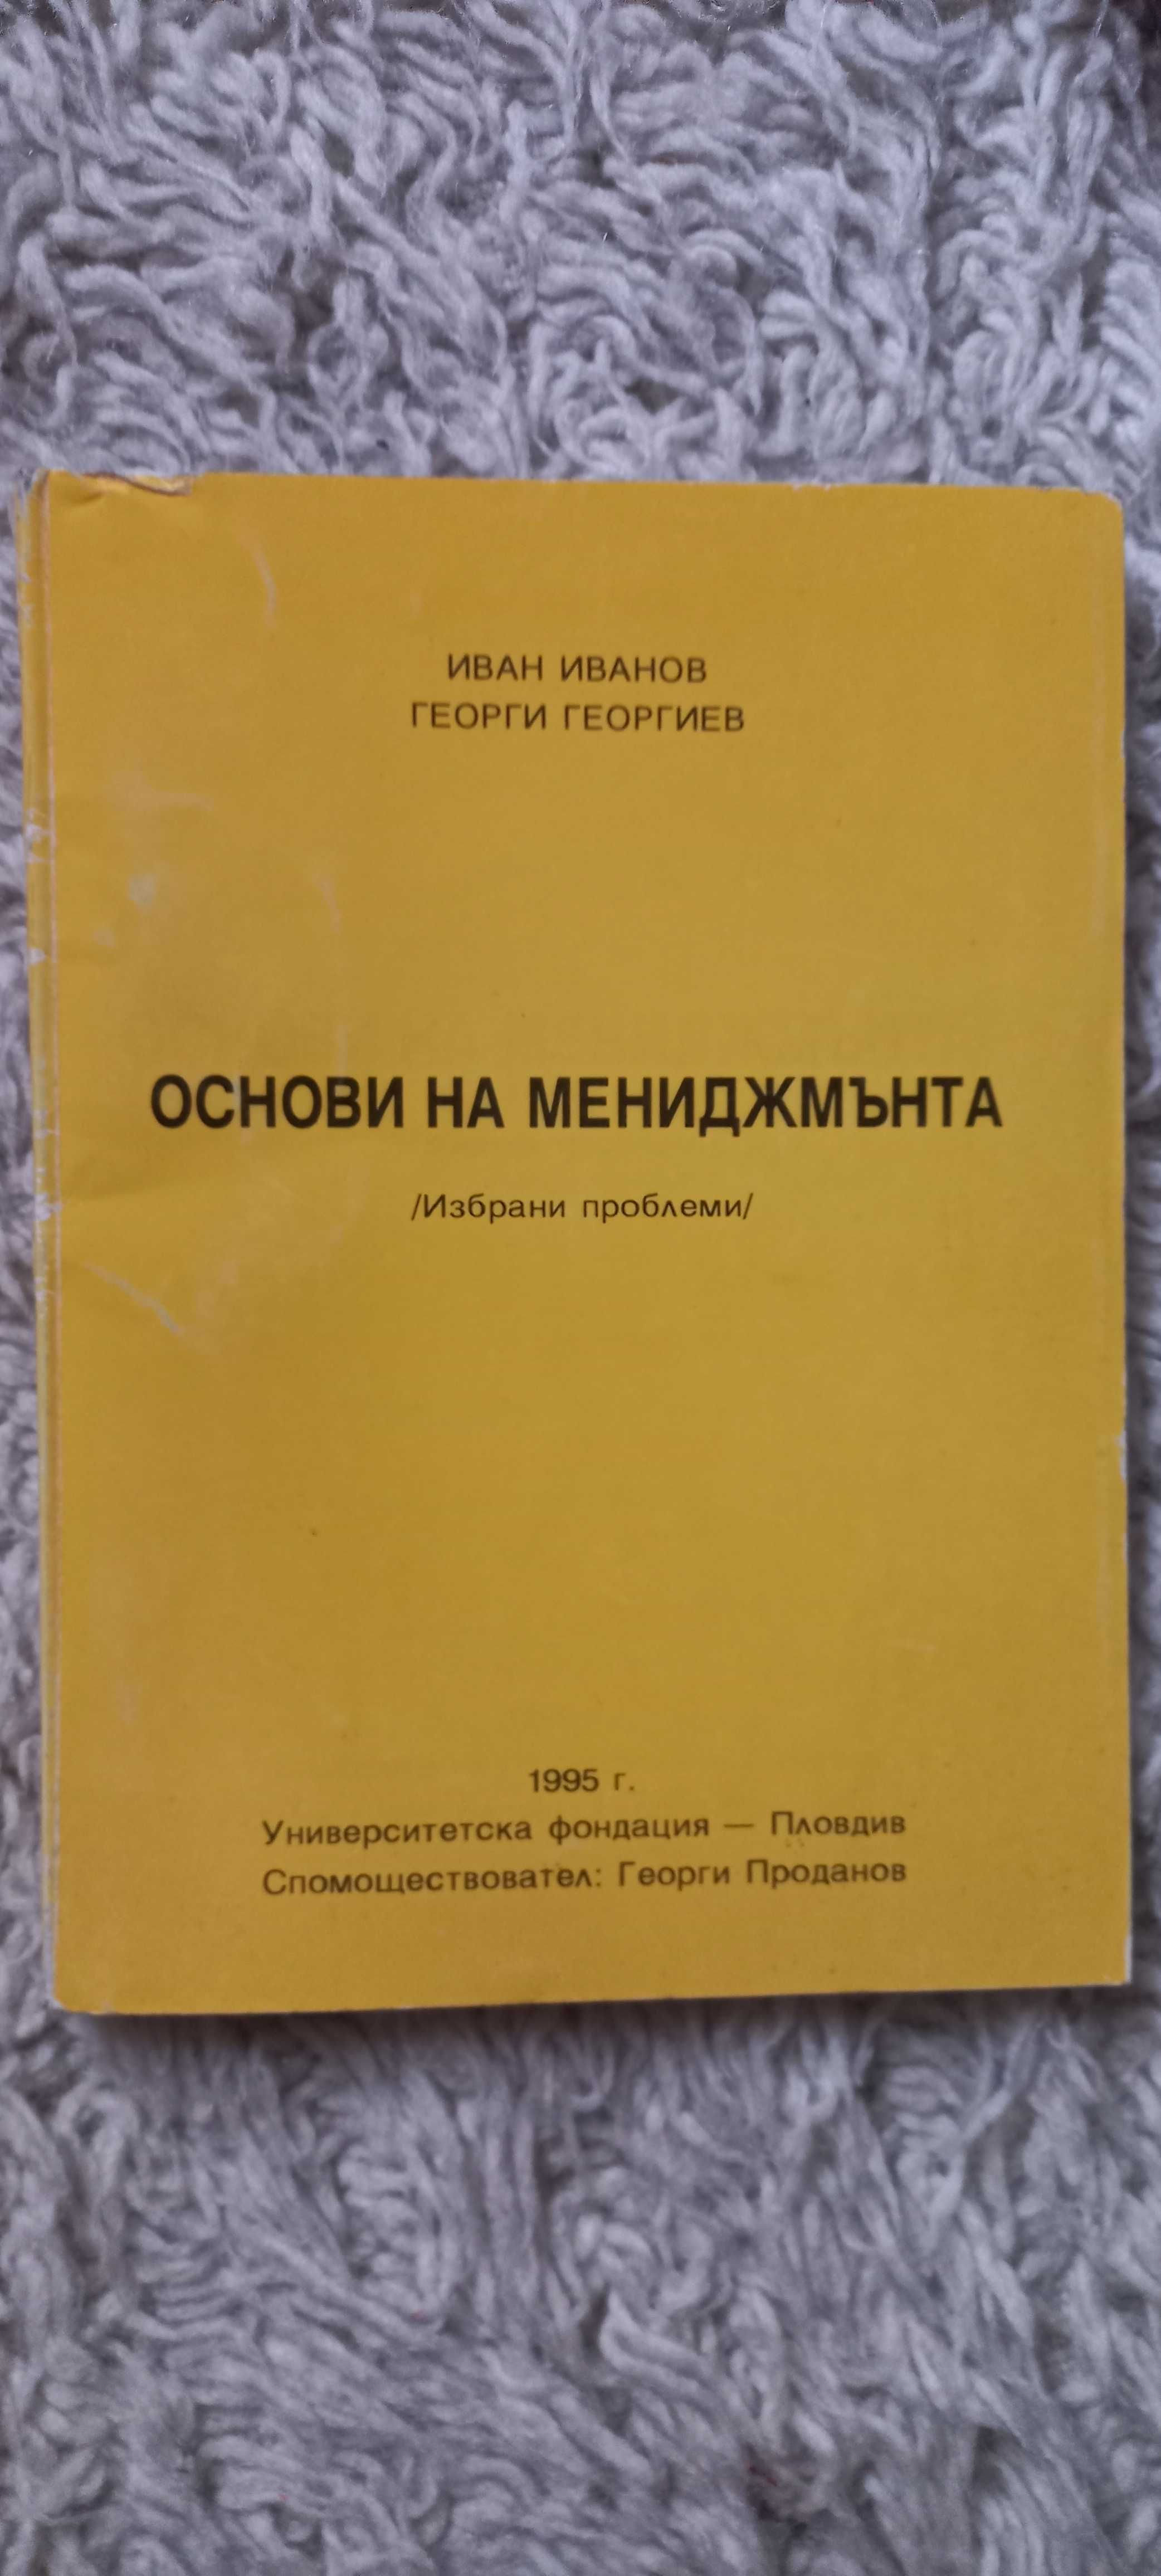 ИВАН ИВАНОВ
ГЕОРГИ ГЕОРГИЕВ
ОСНОВИ НА МЕНИДЖМЪНТА
/Избрани проблеми/
1995 г.
Университетска фондация — Пловдив
Спомоществовател: Георги Проданов